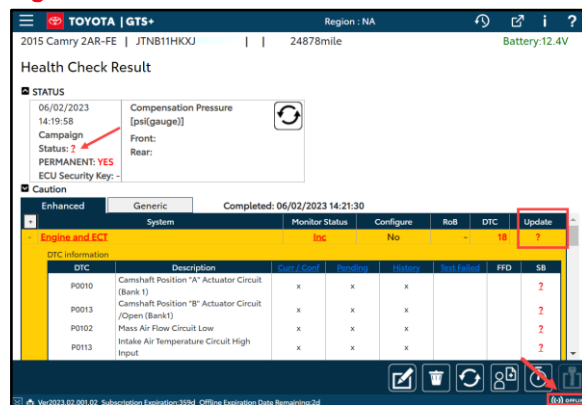 TOYOTA | GTS+ Region : NA i ?
2015 Camry 2AR-FE | JTNB11HKXJ | | 24878mile Battery:12.4V
Health Check Result
STATUS
06/02/2023
14:19:58
Campaign
Status: ?
PERMANENT: YES
ECU Security Key: -
Compensation Pressure
[psi(gauge)]
Front:
Rear:
Caution
Enhanced Generic Completed: 06/02/2023 14:21:30
+ System Monitor Status Configure RoB DTC Update
- Engine and ECT Inc No - 18 ?
DTC information
DTC Description Curr / Conf Pending History Test Failed FFD SB
P0010 Camshaft Position "A" Actuator Circuit
(Bank 1) x x x ?
P0013 Camshaft Position "B" Actuator Circuit
/Open (Bank1) x x x ?
P0102 Mass Air Flow Circuit Low x x x ?
P0113 Intake Air Temperature Circuit High
Input x x x ?
Ver2023.02.001.02 Subscription Expiration:359d Offline Expiration Date Remaining:2d OFFLINE